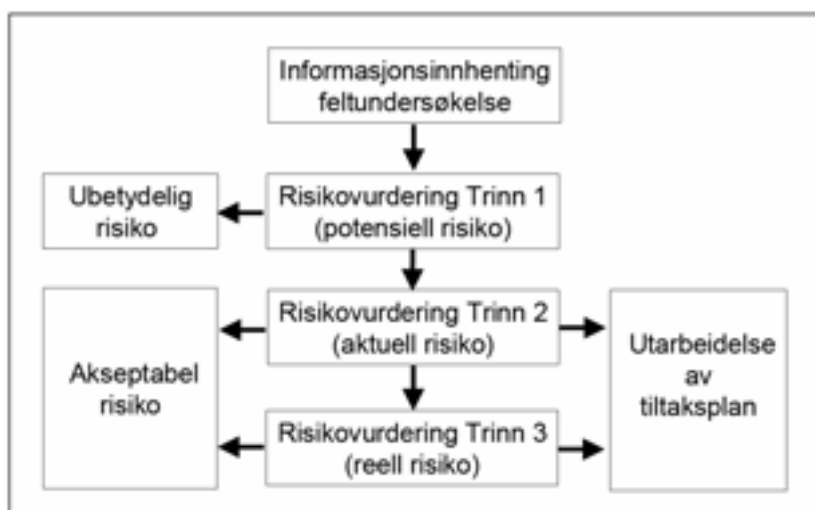 Informasjonsinnhenting
feltundersøkelse
Ubetydelig
risiko
Risikovurdering Trinn 1
(potensiell risiko)
Akseptabel
risiko
Risikovurdering Trinn 2
(aktuell risiko)
Utarbeidelse
av
tiltaksplan
Risikovurdering Trinn 3
(reell risiko)